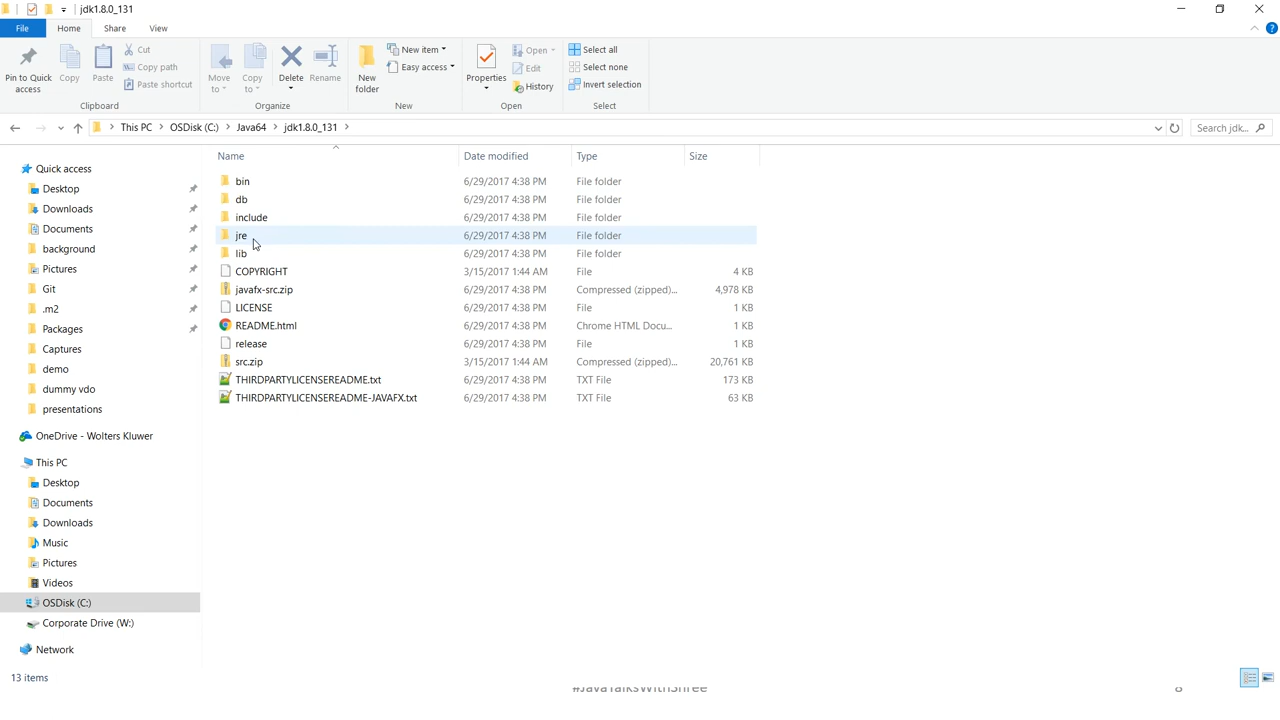 jdk1.8.0_131
File Home Share View
Pin to Quick access
Copy
Paste
Cut
Copy path
Paste shortcut
Clipboard
Move to
Copy to
Delete
Rename
Organize
New folder
New item
Easy access
New
Properties
Open
Edit
History
Open
Select all
Select none
Invert selection
Select
This PC > OSDisk (C:) > Java64 > jdk1.8.0_131 >
Search jdk...
Quick access
Desktop
Downloads
Documents
background
Pictures
Git
.m2
Packages
Captures
demo
dummy vdo
presentations
OneDrive - Wolters Kluwer
This PC
Desktop
Documents
Downloads
Music
Pictures
Videos
OSDisk (C:)
Corporate Drive (W:)
Network
Name Date modified Type Size
bin 6/29/2017 4:38 PM File folder
db 6/29/2017 4:38 PM File folder
include 6/29/2017 4:38 PM File folder
jre 6/29/2017 4:38 PM File folder
lib 6/29/2017 4:38 PM File folder
COPYRIGHT 3/15/2017 1:44 AM File 4 KB
javafx-src.zip 6/29/2017 4:38 PM Compressed (zipped)... 4,978 KB
LICENSE 6/29/2017 4:38 PM File 1 KB
README.html 6/29/2017 4:38 PM Chrome HTML Docu... 1 KB
release 6/29/2017 4:38 PM File 1 KB
src.zip 3/15/2017 1:44 AM Compressed (zipped)... 20,761 KB
THIRDPARTYLICENSEREADME.txt 6/29/2017 4:38 PM TXT File 173 KB
THIRDPARTYLICENSEREADME-JAVAFX.txt 6/29/2017 4:38 PM TXT File 63 KB
13 items
#JavaTalksWithShree 8